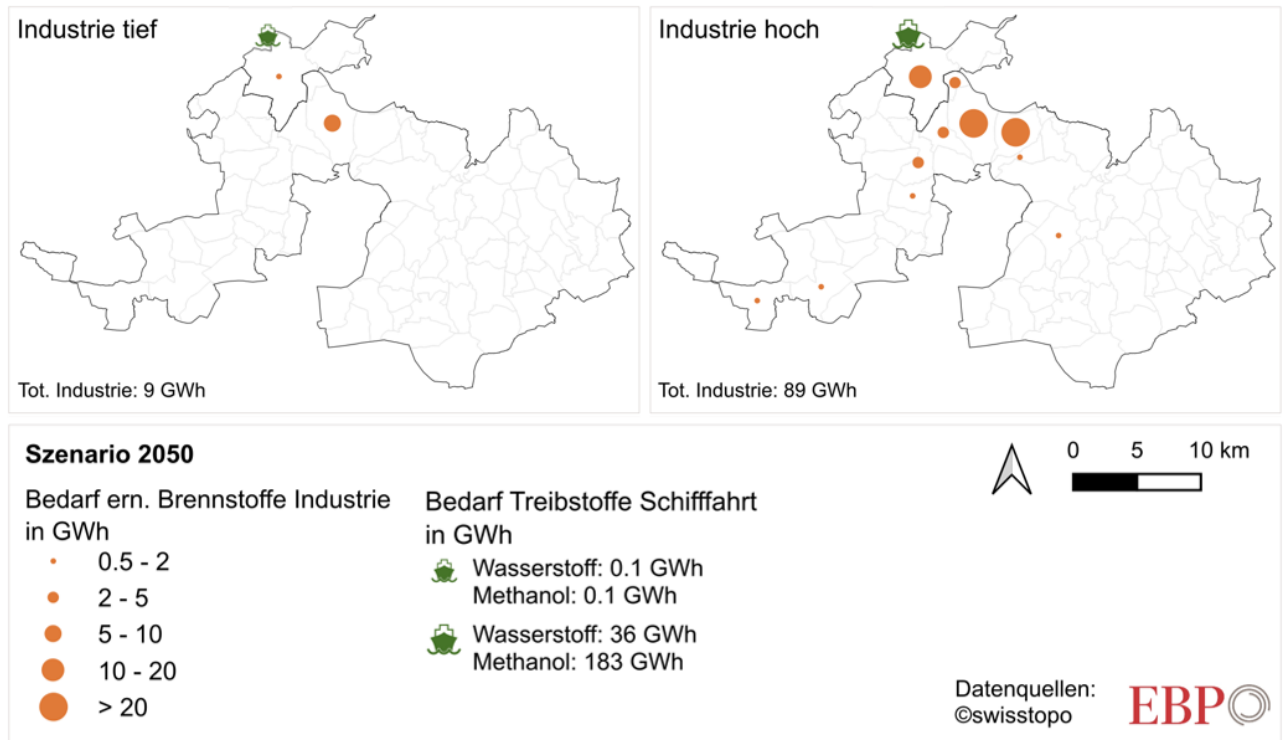 Industrie tief
Tot. Industrie: 9 GWh
Industrie hoch
Tot. Industrie: 89 GWh
Szenario 2050
Bedarf ern. Brennstoffe Industrie
in GWh
0.5 - 2
2 - 5
5 - 10
10 - 20
> 20
Bedarf Treibstoffe Schifffahrt
in GWh
Wasserstoff: 0.1 GWh
Methanol: 0.1 GWh
Wasserstoff: 36 GWh
Methanol: 183 GWh
0 5 10 km
Datenquellen:
©swisstopo
EBP